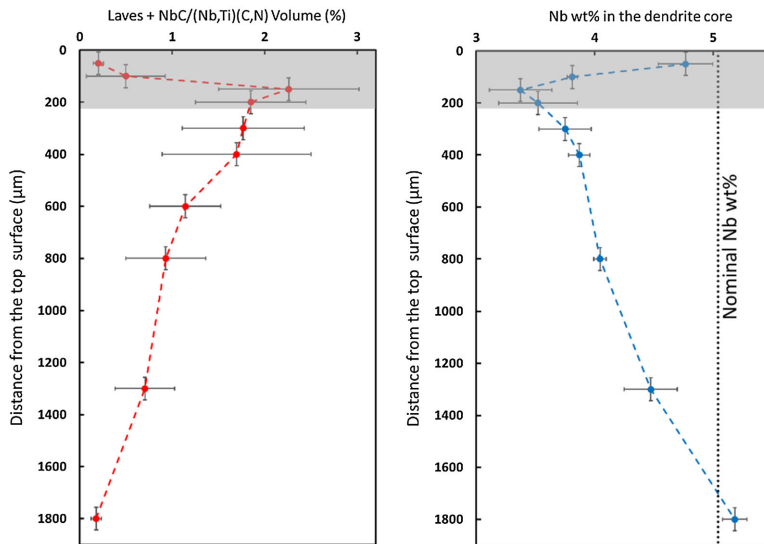 Laves + NbC/(Nb,Ti)(C,N) Volume (%)
0 1 2 3
0
200
400
600
800
1000
1200
1400
1600
1800
Distance from the top surface (μm)
Nb wt% in the dendrite core
3 4 5
0
200
400
600
800
1000
1200
1400
1600
1800
Distance from the top surface (μm)
Nominal Nb wt%